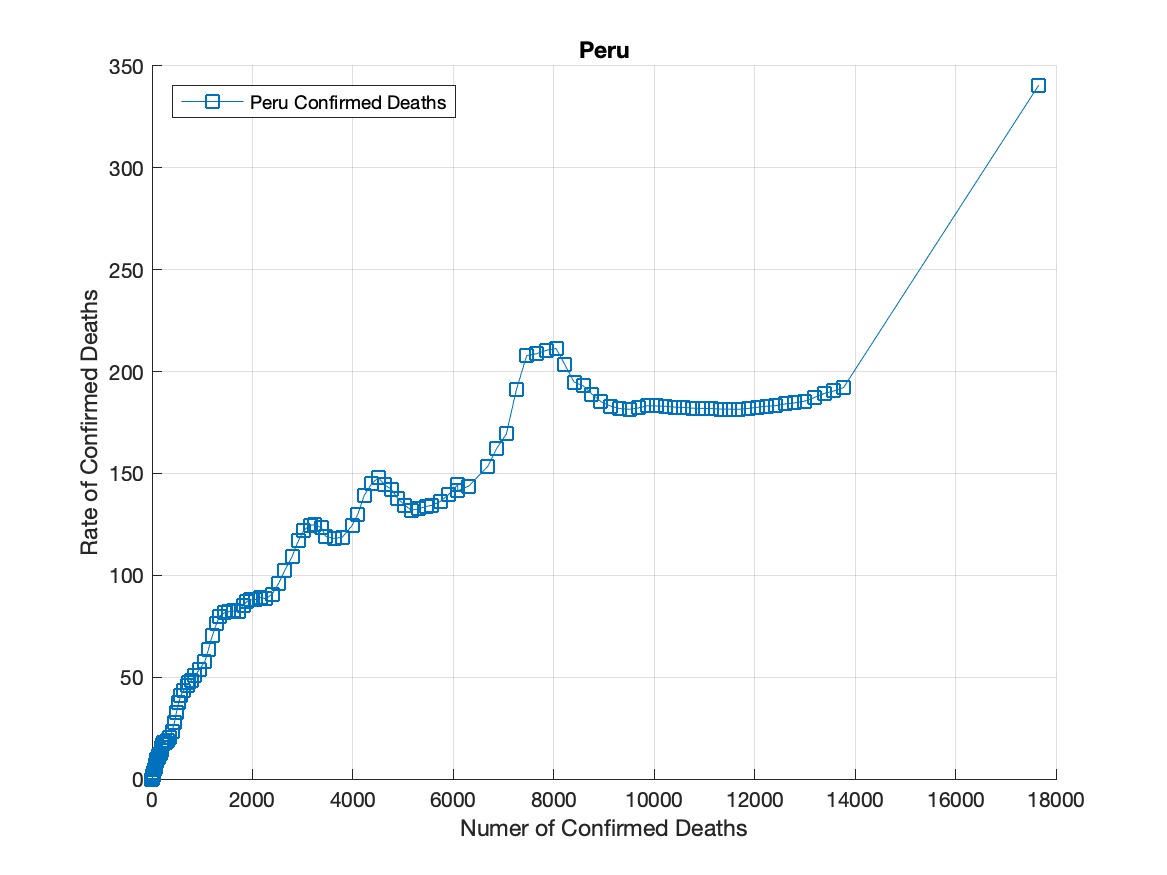 Peru
Peru Confirmed Deaths
350
300
250
200
150
100
50
0
Rate of Confirmed Deaths
0 2000 4000 6000 8000 10000 12000 14000 16000 18000
Numer of Confirmed Deaths